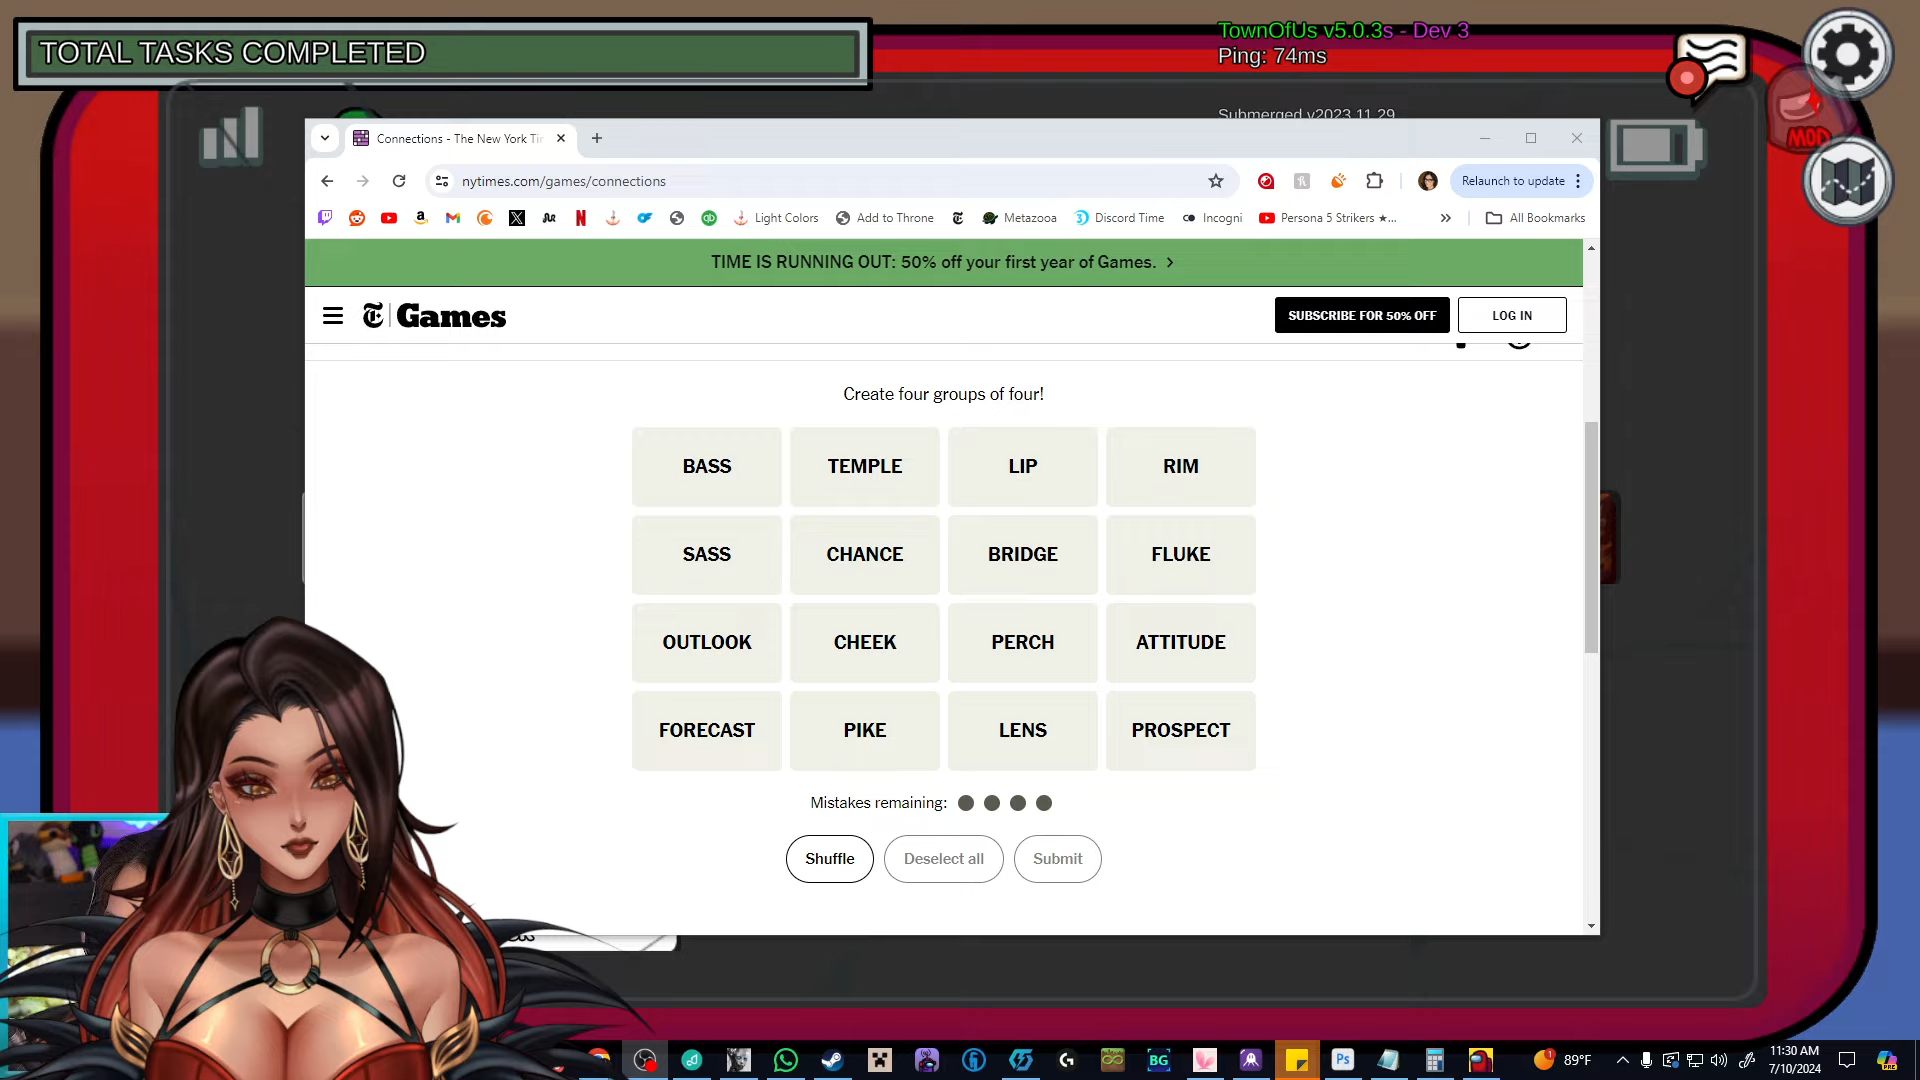 TOTAL TASKS COMPLETED
TownOfUs v5.0.3s - Dev 3
Ping: 74ms
Submerged v2023.11.29
MOD
Connections - The New York Tir
nytimes.com/games/connections
Relaunch to update
Light Colors
Add to Throne
Metazooa
Discord Time
Incogni
Persona 5 Strikers ★...
All Bookmarks
TIME IS RUNNING OUT: 50% off your first year of Games.
Games
SUBSCRIBE FOR 50% OFF
LOG IN
Create four groups of four!
BASS TEMPLE LIP RIM
SASS CHANCE BRIDGE FLUKE
OUTLOOK CHEEK PERCH ATTITUDE
FORECAST PIKE LENS PROSPECT
Mistakes remaining:
Shuffle
Deselect all
Submit
89°F
11:30 AM
7/10/2024